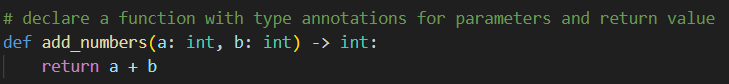 # declare a function with type annotations for parameters and return value
def add_numbers(a: int, b: int) -> int:
    return a + b